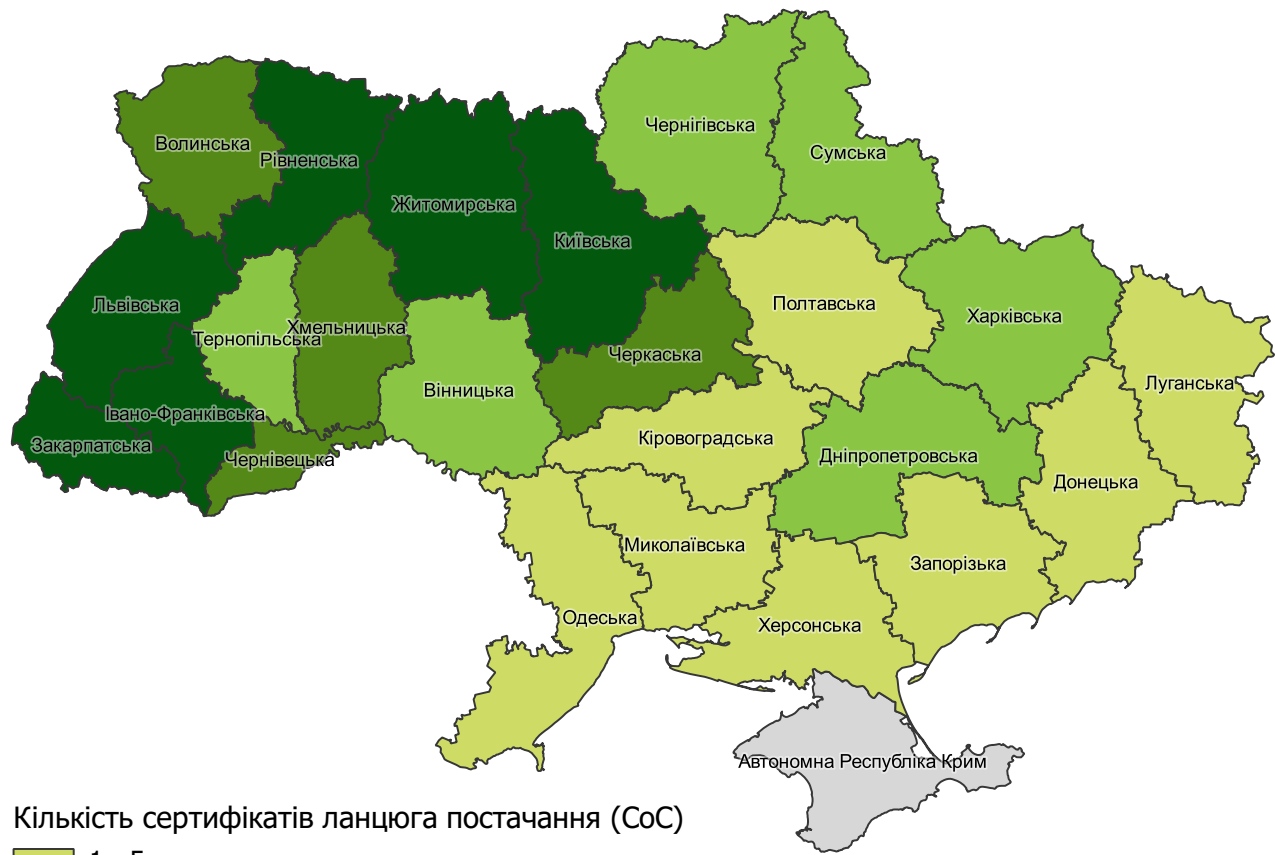 Чернігівська
Волинська
Сумська
Рівненська
Житомирська
Київська
Львівська
Полтавська
Харківська
Тернопільська
Хмельницька
Черкаська
Луганська
Вінницька
Івано-Франківська
Закарпатська
Кіровоградська
Чернівецька
Дніпропетровська
Донецька
Миколаївська
Запорізька
Одеська
Херсонська
Автономна Республіка Крим
Кількість сертифікатів ланцюга постачання (CoC)